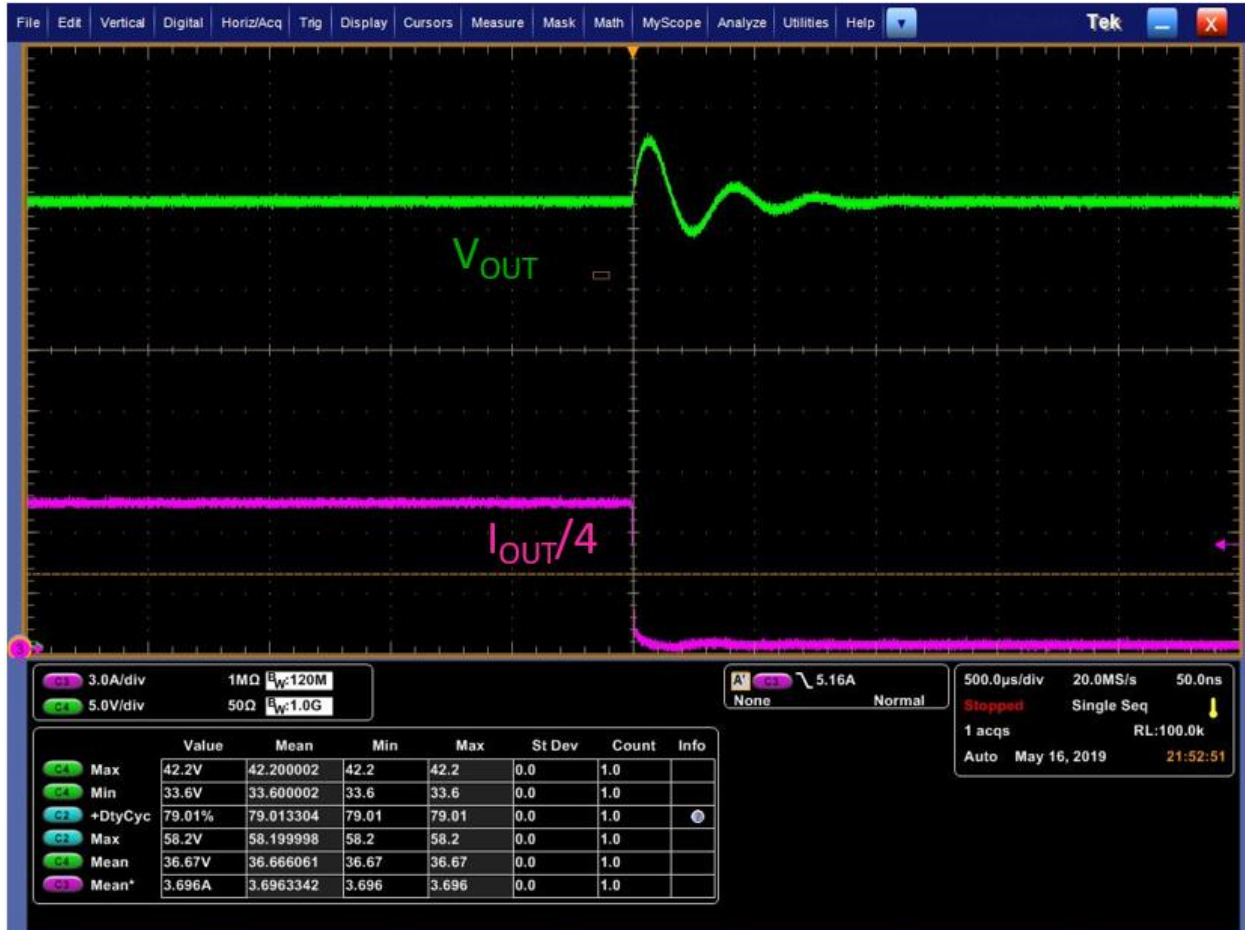 File Edit Vertical Digital Horiz/Acq Trig Display Cursors Measure Mask Math MyScope Analyze Utilities Help Tek X
VOUT
IOUT/4
3
C3 3.0A/div 1MΩ BW:120M
C4 5.0V/div 50Ω BW:1.0G
A' C3 5.16A
None Normal
500.0µs/div 20.0MS/s 50.0ns
Stopped Single Seq
1 acqs RL:100.0k
Auto May 16, 2019 21:52:51
Value Mean Min Max St Dev Count Info
C4 Max 42.2V 42.200002 42.2 42.2 0.0 1.0
C4 Min 33.6V 33.600002 33.6 33.6 0.0 1.0
C2 +DtyCyc 79.01% 79.013304 79.01 79.01 0.0 1.0
C2 Max 58.2V 58.199998 58.2 58.2 0.0 1.0
C4 Mean 36.67V 36.666061 36.67 36.67 0.0 1.0
C3 Mean* 3.696A 3.6963342 3.696 3.696 0.0 1.0